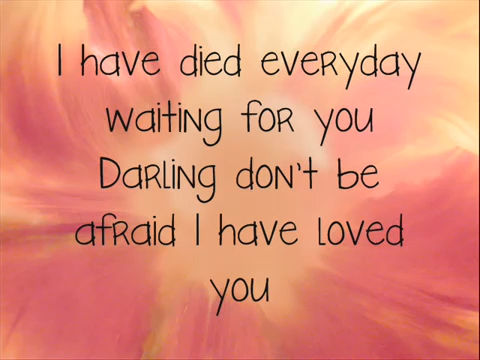 I have died everyday
waiting for you
Darling don't be
afraid I have loved
you